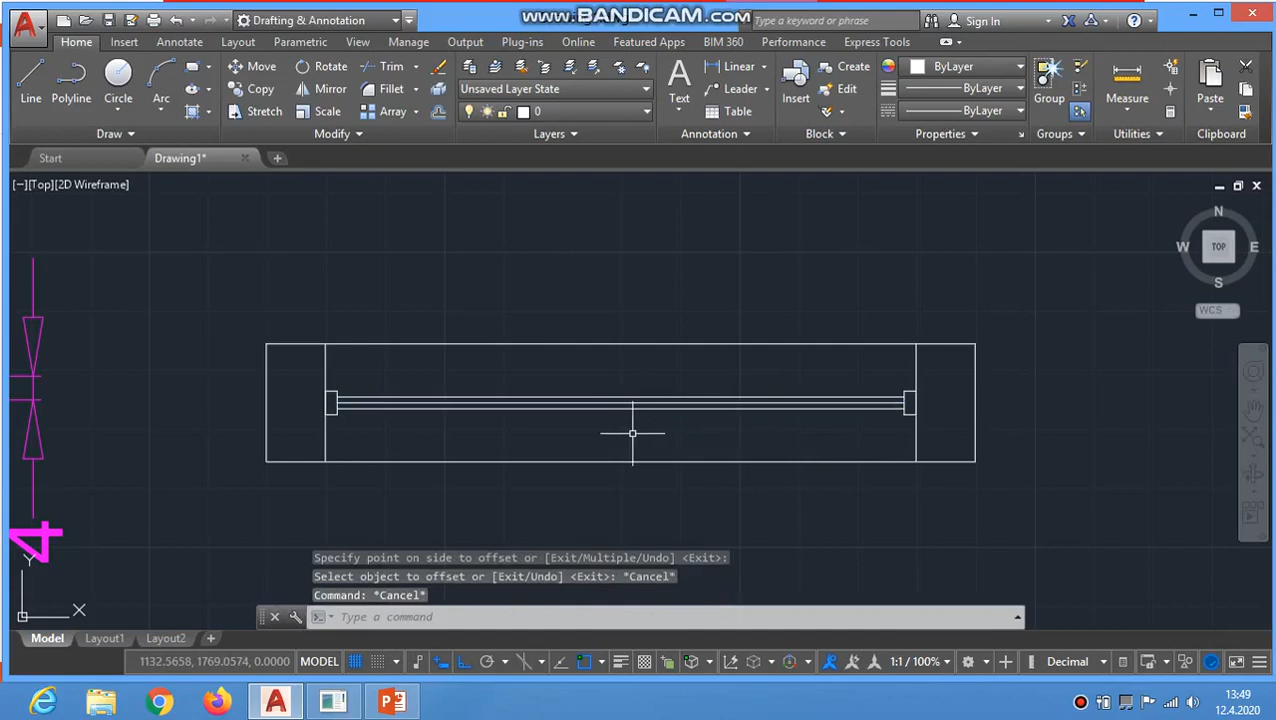 Drafting & Annotation
www.BANDICAM.com
Type a keyword or phrase
Sign In
Home Insert Annotate Layout Parametric View Manage Output Plug-ins Online Featured Apps BIM 360 Performance Express Tools
Line Polyline Circle Arc
Draw
Move Rotate Trim
Copy Mirror Fillet
Stretch Scale Array
Modify
Unsaved Layer State
0
Layers
Text
Linear
Leader
Table
Annotation
Insert
Create
Edit
Block
ByLayer
ByLayer
ByLayer
Properties
Group
Groups
Measure
Utilities
Paste
Clipboard
Start Drawing1*
[−][Top][2D Wireframe]
N
W TOP E
S
WCS
4
Y
X
Specify point on side to offset or [Exit/Multiple/Undo] <Exit>:
Select object to offset or [Exit/Undo] <Exit>: *Cancel*
Command: *Cancel*
Type a command
Model Layout1 Layout2
1132.5658, 1769.0574, 0.0000 MODEL 1:1 / 100% Decimal
13:49
12.4.2020